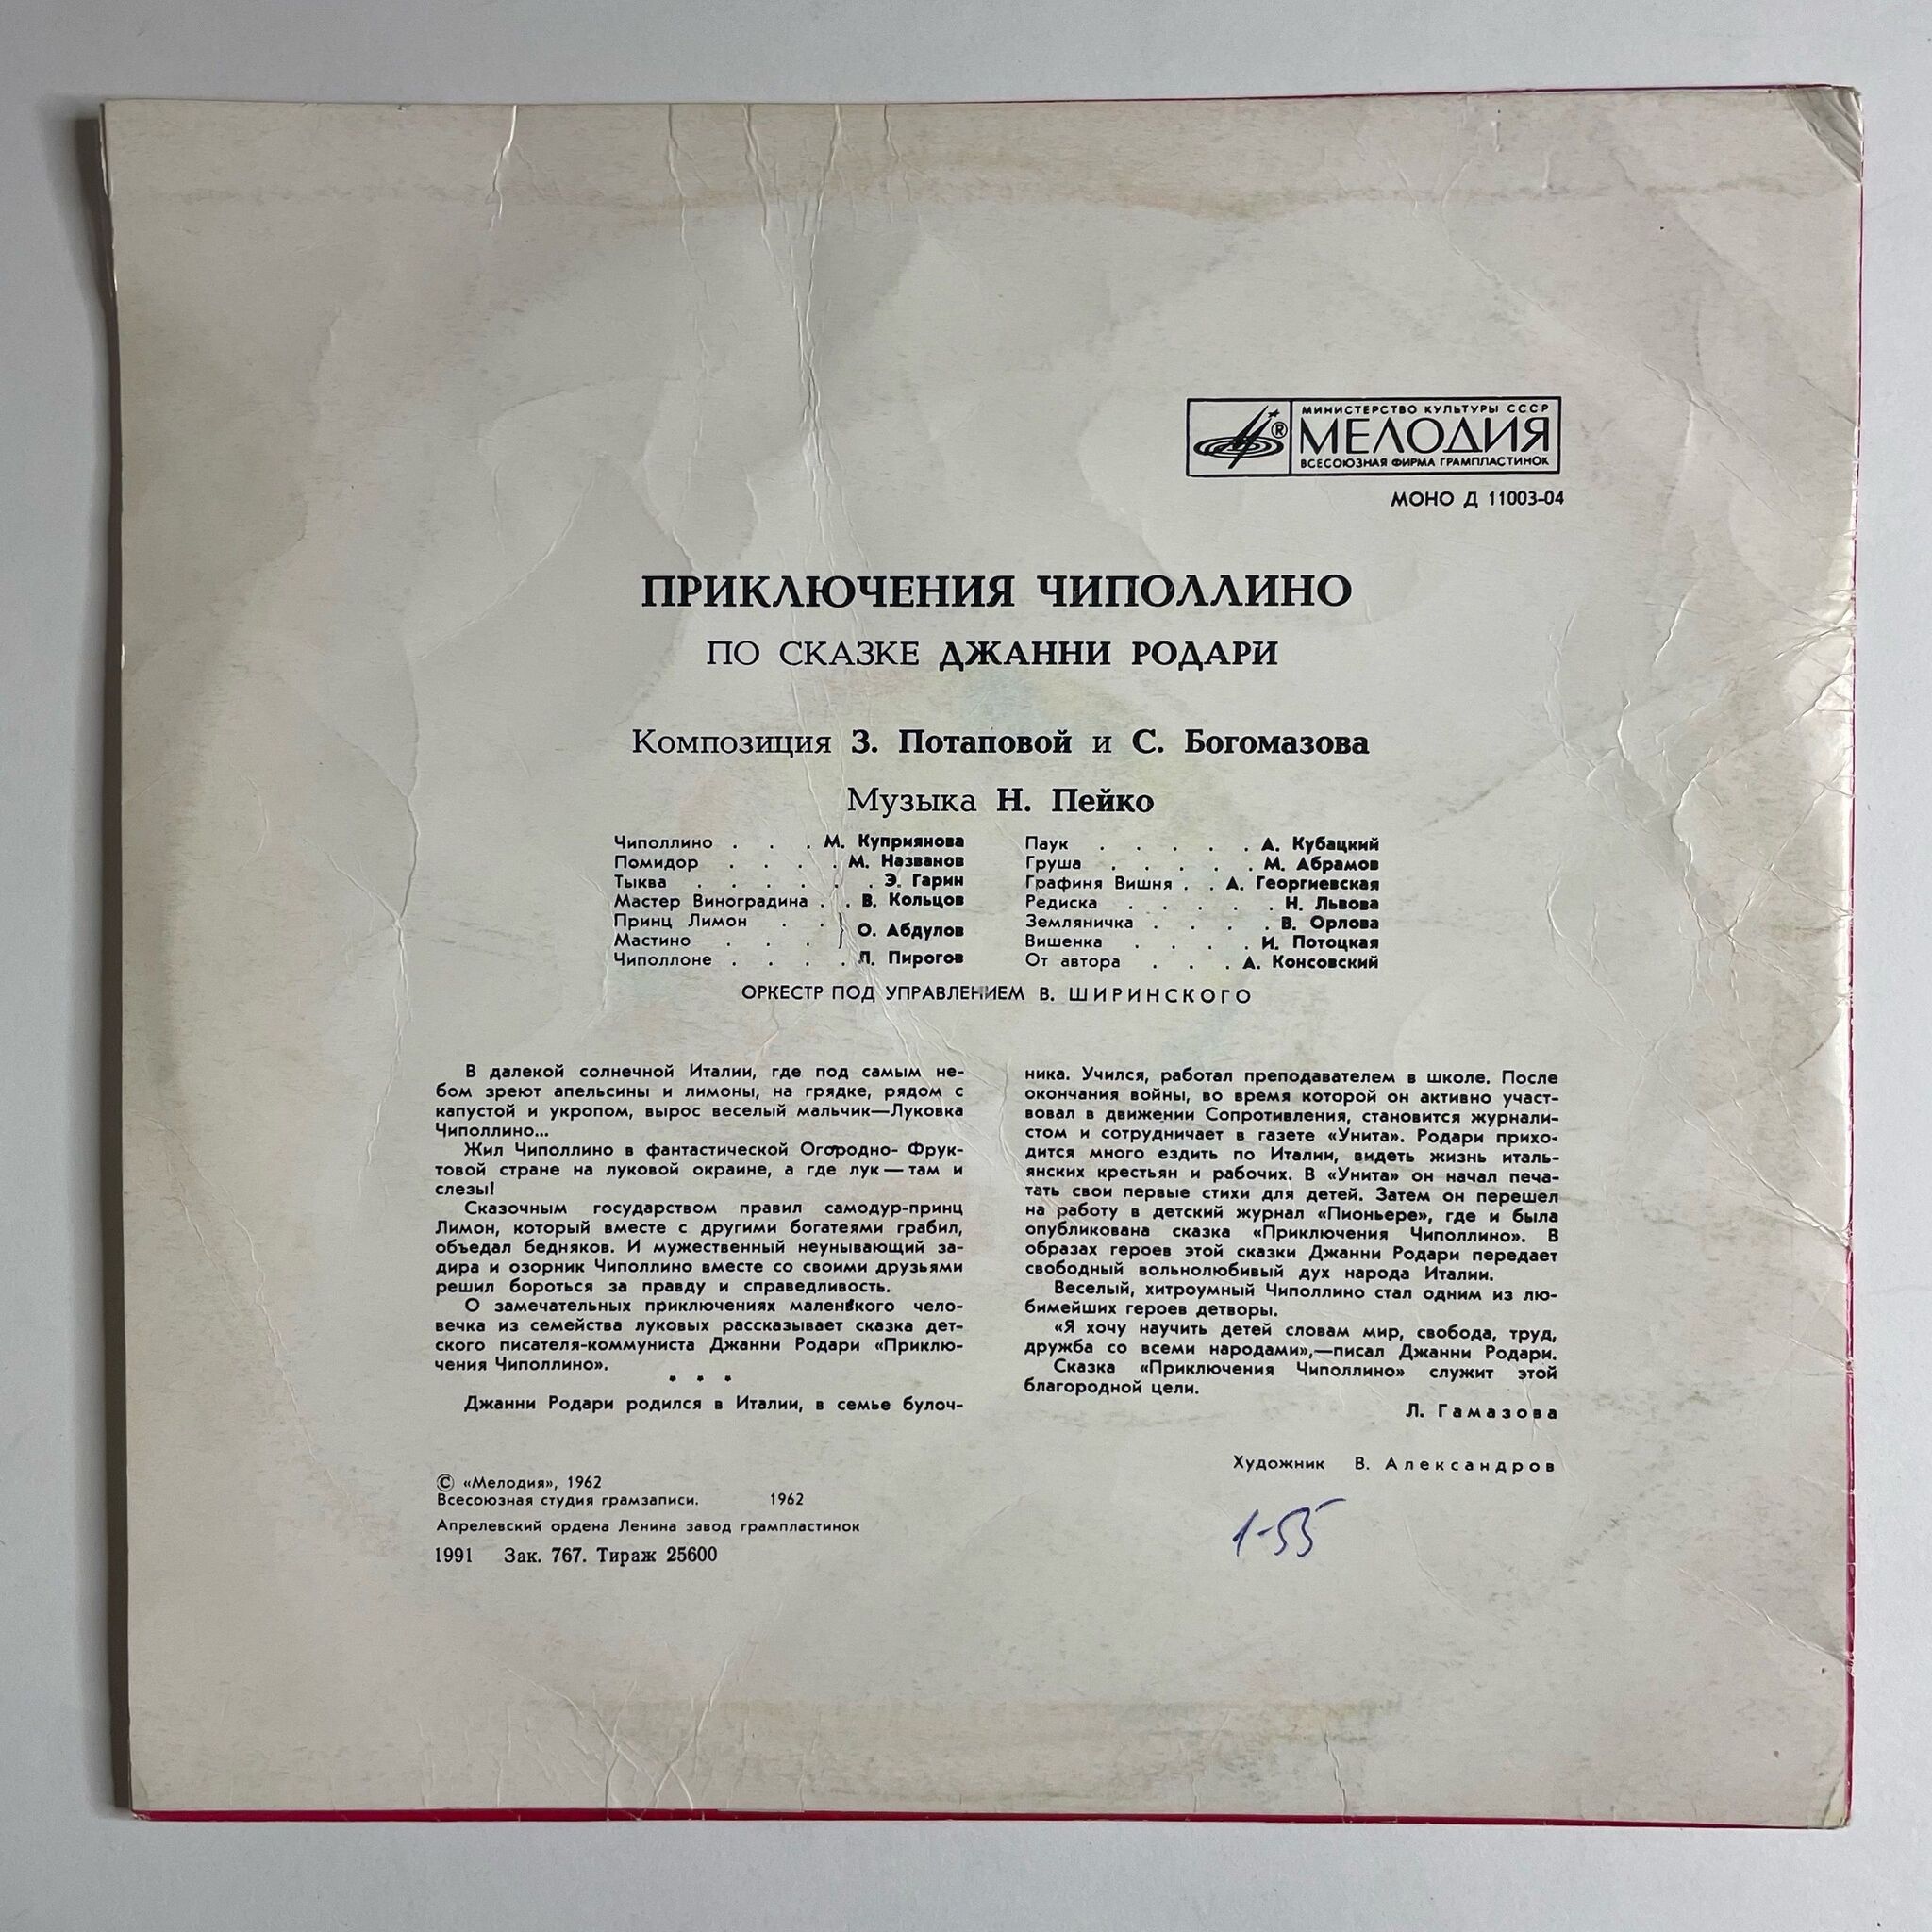 МИНИСТЕРСТВО КУЛЬТУРЫ СССР
МЕЛОДИЯ
ВСЕСОЮЗНАЯ ФИРМА ГРАМПЛАСТИНОК
МОНО Д 11003-04
ПРИКЛЮЧЕНИЯ ЧИПОЛЛИНО
ПО СКАЗКЕ ДЖАННИ РОДАРИ
Композиция З. Потаповой и С. Богомазова
Музыка Н. Пейко
Чиполлино . . . М. Куприянова
Помидор . . . . М. Названов
Тыква . . . . . . Э. Гарин
Мастер Виноградина . . В. Кольцов
Принц Лимон . . }
О. Абдулов
Мастино . . .
Чиполлоне . . . . Л. Пирогов
Паук . . . . . А. Кубацкий
Груша . . . . . М. Абрамов
Графиня Вишня . . А. Георгиевская
Редиска . . . . . Н. Львова
Земляничка . . . . В. Орлова
Вишенка . . . . И. Потоцкая
От автора . . . А. Консовский
ОРКЕСТР ПОД УПРАВЛЕНИЕМ В. ШИРИНСКОГО
В далекой солнечной Италии, где под самым не-
бом зреют апельсины и лимоны, на грядке, рядом с
капустой и укропом, вырос веселый мальчик—Луковка
Чиполлино...
Жил Чиполлино в фантастической Огородно- Фрук-
товой стране на луковой окраине, а где лук — там и
слезы!
Сказочным государством правил самодур-принц
Лимон, который вместе с другими богатеями грабил,
объедал бедняков. И мужественный неунывающий за-
дира и озорник Чиполлино вместе со своими друзьями
решил бороться за правду и справедливость.
О замечательных приключениях маленького чело-
вечка из семейства луковых рассказывает сказка дет-
ского писателя-коммуниста Джанни Родари «Приклю-
чения Чиполлино».
* * *
Джанни Родари родился в Италии, в семье булоч-
ника. Учился, работал преподавателем в школе. После
окончания войны, во время которой он активно участ-
вовал в движении Сопротивления, становится журнали-
стом и сотрудничает в газете «Унита». Родари прихо-
дится много ездить по Италии, видеть жизнь италь-
янских крестьян и рабочих. В «Унита» он начал печа-
тать свои первые стихи для детей. Затем он перешел
на работу в детский журнал «Пионьере», где и была
опубликована сказка «Приключения Чиполлино». В
образах героев этой сказки Джанни Родари передает
свободный вольнолюбивый дух народа Италии.
Веселый, хитроумный Чиполлино стал одним из лю-
бимейших героев детворы.
«Я хочу научить детей словам мир, свобода, труд,
дружба со всеми народами»,—писал Джанни Родари.
Сказка «Приключения Чиполлино» служит этой
благородной цели.
Л. Гамазова
Художник В. Александров
© «Мелодия», 1962
Всесоюзная студия грамзаписи. 1962
Апрелевский ордена Ленина завод грампластинок
1991 Зак. 767. Тираж 25600
1-55